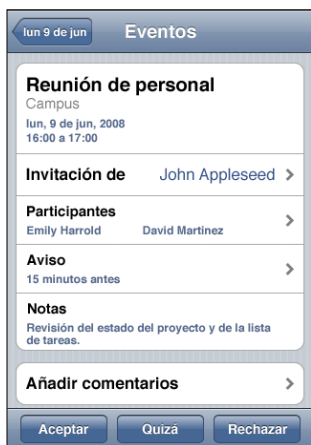 lun 9 de jun
Eventos
Reunión de personal
Campus
lun, 9 de jun, 2008
16:00 a 17:00
Invitación de John Appleseed
Participantes
Emily Harrold David Martinez
Aviso
15 minutos antes
Notas
Revisión del estado del proyecto y de la lista
de tareas.
Añadir comentarios
Aceptar Quizá Rechazar